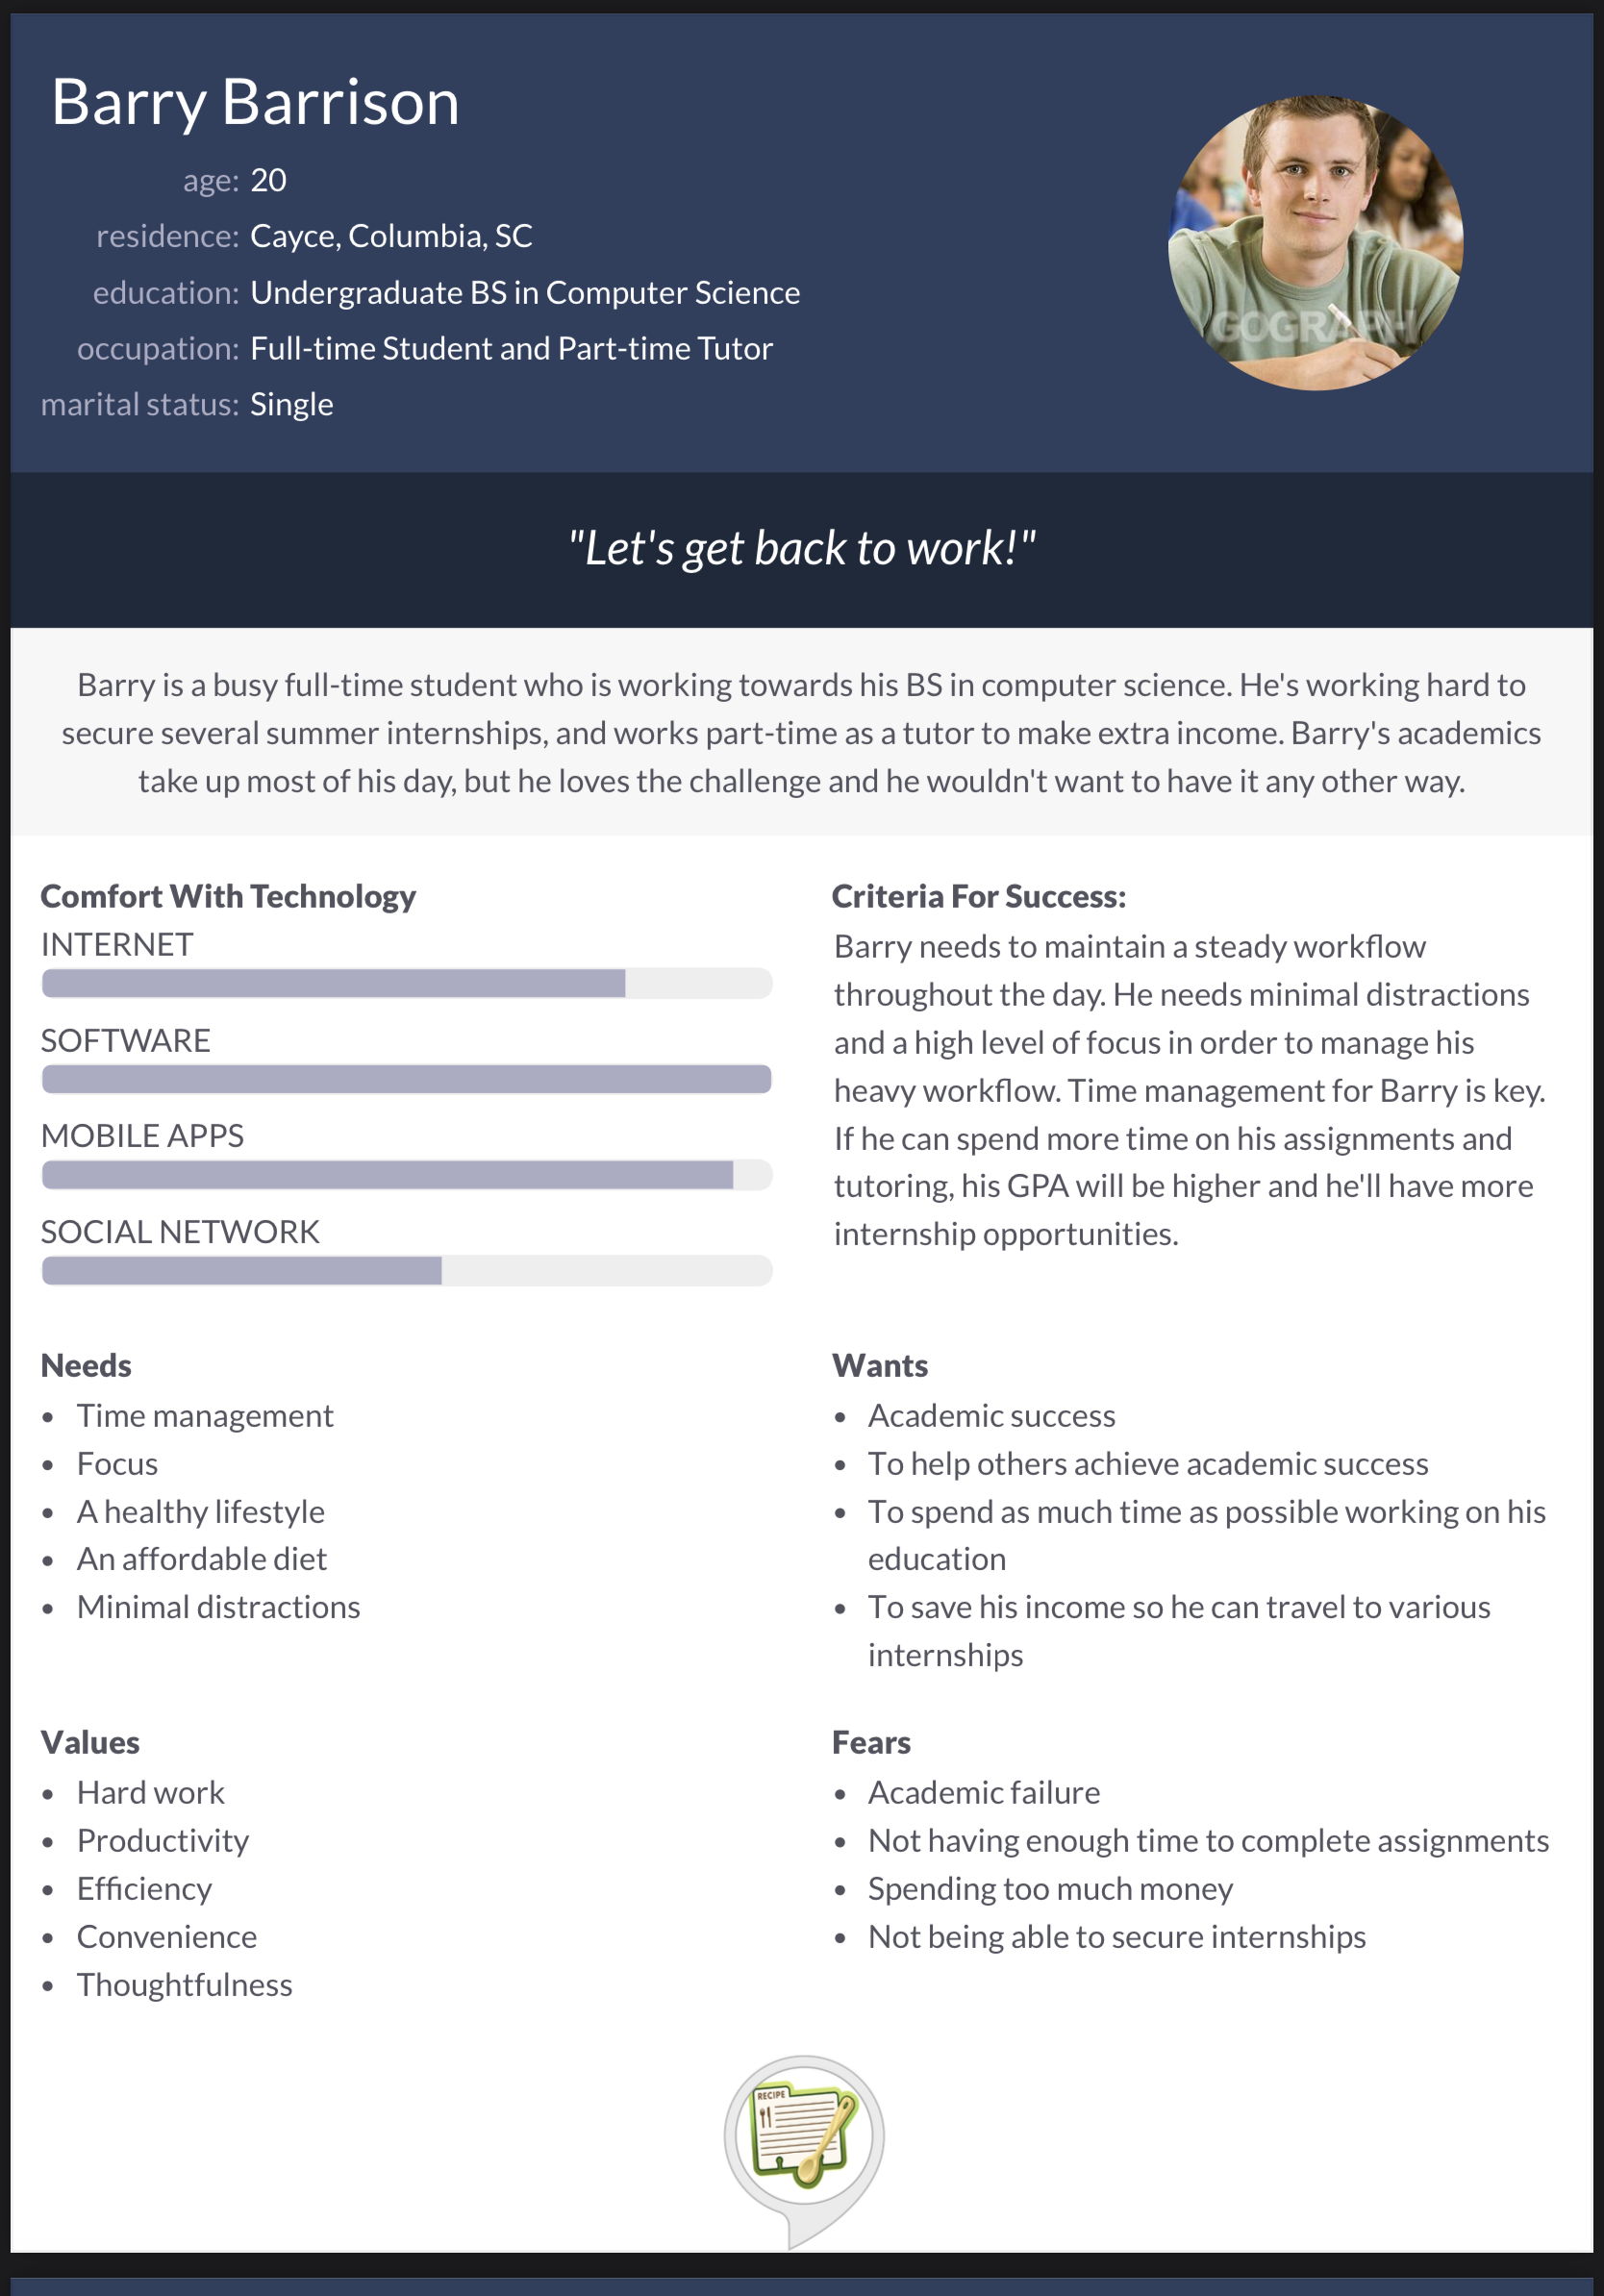 Barry Barrison
age: 20
residence: Cayce, Columbia, SC
education: Undergraduate BS in Computer Science
occupation: Full-time Student and Part-time Tutor
marital status: Single
GOGRAPH
"Let's get back to work!"
Barry is a busy full-time student who is working towards his BS in computer science. He's working hard to
secure several summer internships, and works part-time as a tutor to make extra income. Barry's academics
take up most of his day, but he loves the challenge and he wouldn't want to have it any other way.
Comfort With Technology
INTERNET
SOFTWARE
MOBILE APPS
SOCIAL NETWORK
Criteria For Success:
Barry needs to maintain a steady workflow
throughout the day. He needs minimal distractions
and a high level of focus in order to manage his
heavy workflow. Time management for Barry is key.
If he can spend more time on his assignments and
tutoring, his GPA will be higher and he'll have more
internship opportunities.
Needs
• Time management
• Focus
• A healthy lifestyle
• An affordable diet
• Minimal distractions
Wants
• Academic success
• To help others achieve academic success
• To spend as much time as possible working on his
education
• To save his income so he can travel to various
internships
Values
• Hard work
• Productivity
• Efficiency
• Convenience
• Thoughtfulness
Fears
• Academic failure
• Not having enough time to complete assignments
• Spending too much money
• Not being able to secure internships
RECIPE